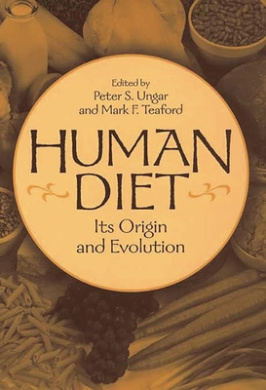 Edited by
Peter S. Ungar
and Mark F. Teaford
HUMAN
DIET
Its Origin
and Evolution